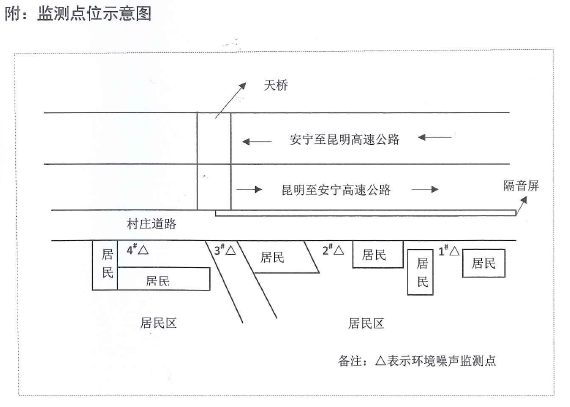 附：监测点位示意图
天桥
安宁至昆明高速公路
昆明至安宁高速公路
隔音屏
村庄道路
居民
4#△
居民
3#△
居民
2#△
居民
居民
1#△
居民
居民区
居民区
备注：△表示环境噪声监测点